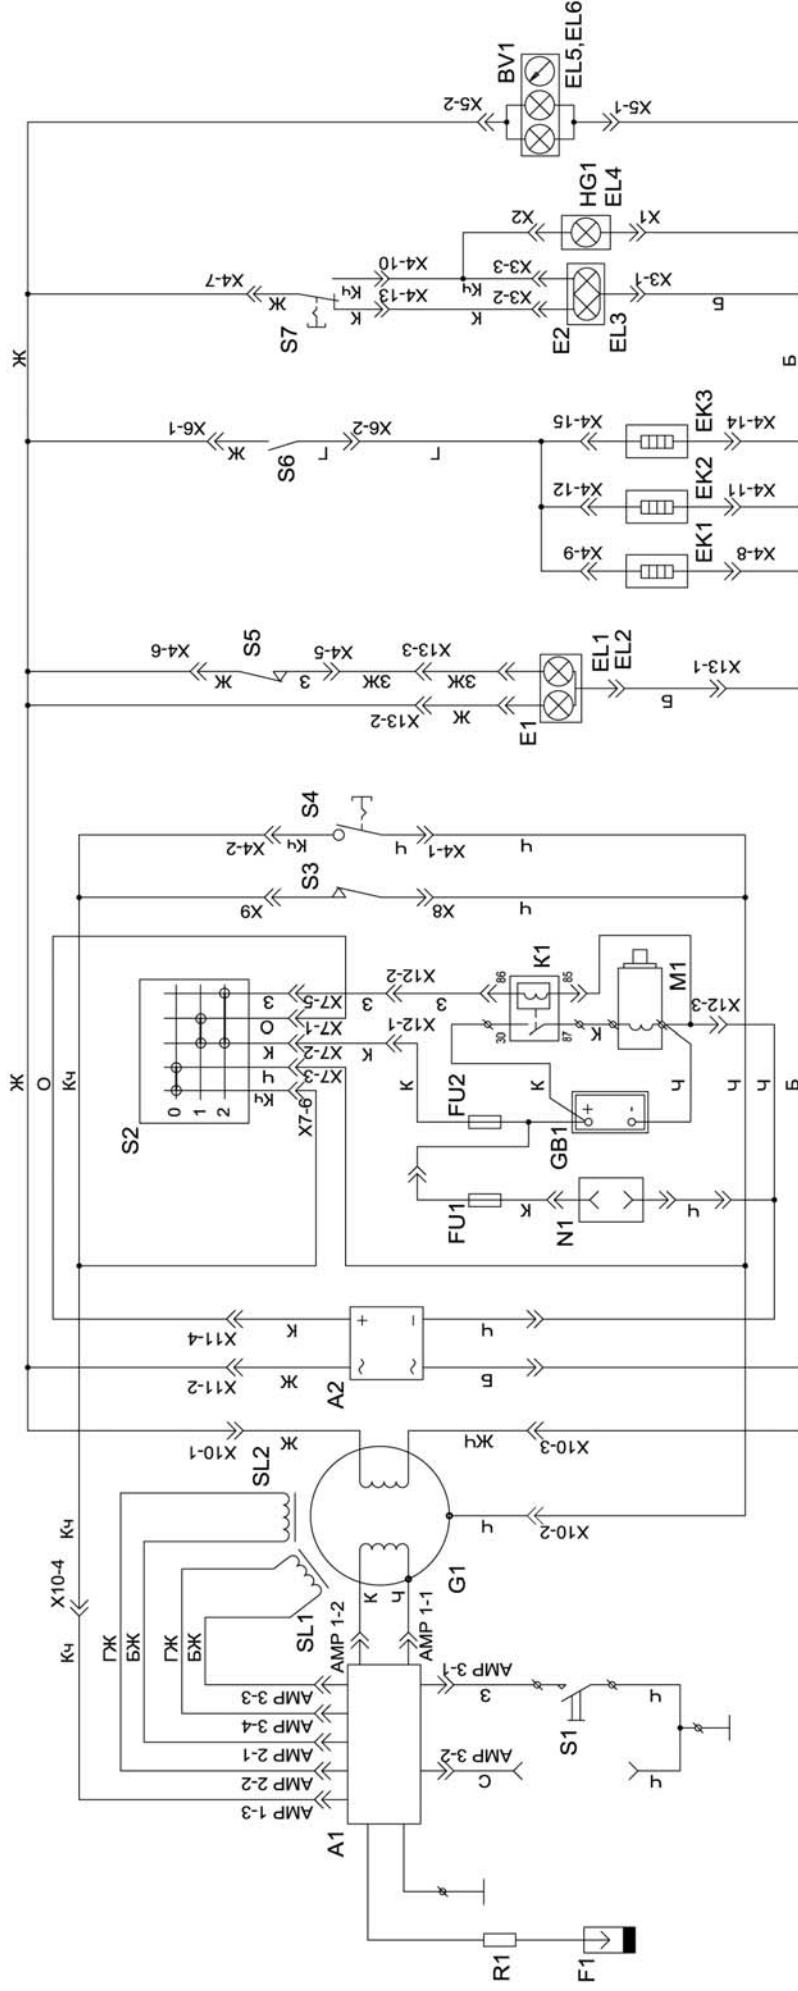 BV1
EL5,EL6
X5-2
X5-1
HG1
EL4
X2
X1
X4-7
Ж
S7
Кч
К
X4-10
X4-13
Кч
К
X3-3
X3-2
E2
EL3
X3-1
Б
Ж
Б
X6-1
Ж
S6
Г
X6-2
Г
X4-15
X4-12
X4-9
EK3
EK2
EK1
X4-14
X4-11
X4-8
X4-6
Ж
S5
З
X4-5
ЗЖ
X13-3
ЗЖ
X13-2
Ж
E1
EL1
EL2
Б
X13-1
X4-2
Кч
S4
Ч
X4-1
Ч
X9
S3
X8
Ч
Ж
О
Кч
S2
0
1
2
З
О
К
Ч
Кч
X7-5
X7-1
X7-2
X7-3
X7-6
З
X12-2
З
К
X12-1
К
86
85
30
87
K1
К
M1
X12-3
FU2
К
GB1
+
-
Ч
Ч
Ч
Б
FU1
К
N1
Ч
X11-4
К
X11-2
Ж
A2
+
−
~
~
Ч
Б
X10-1
Ж
ЖЧ
X10-3
SL2
SL1
G1
К
Ч
Ч
X10-2
X10-4
Кч
Кч
ГЖ
БЖ
ГЖ
БЖ
AMP 1-2
AMP 1-1
AMP 3-3
AMP 3-4
AMP 2-1
AMP 2-2
AMP 1-3
A1
AMP 3-1
З
AMP 3-2
С
S1
Ч
Ч
R1
F1